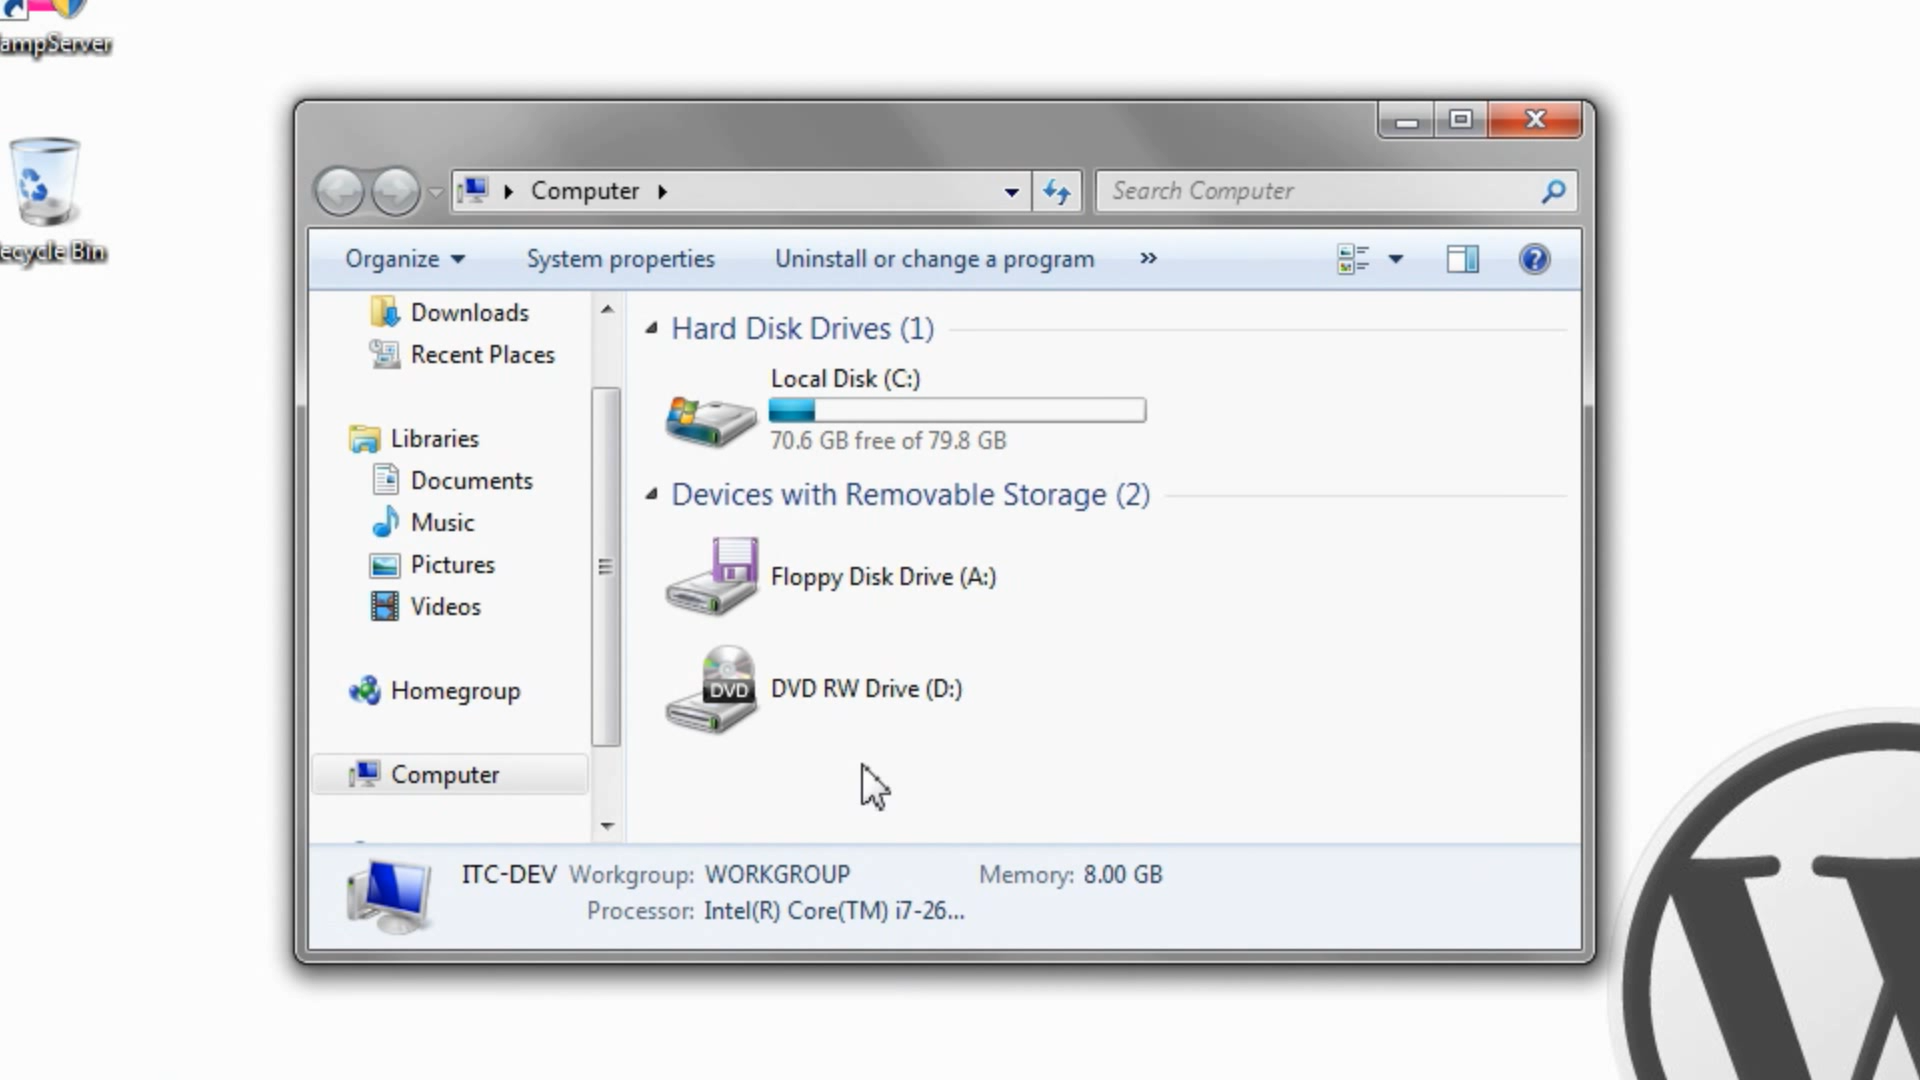 ampServer
ecycle Bin
Computer
Search Computer
Organize
System properties
Uninstall or change a program
»
Downloads
Recent Places
Libraries
Documents
Music
Pictures
Videos
Homegroup
Computer
Hard Disk Drives (1)
Local Disk (C:)
70.6 GB free of 79.8 GB
Devices with Removable Storage (2)
Floppy Disk Drive (A:)
DVD
DVD RW Drive (D:)
ITC-DEV Workgroup: WORKGROUP Memory: 8.00 GB
Processor: Intel(R) Core(TM) i7-26...
W